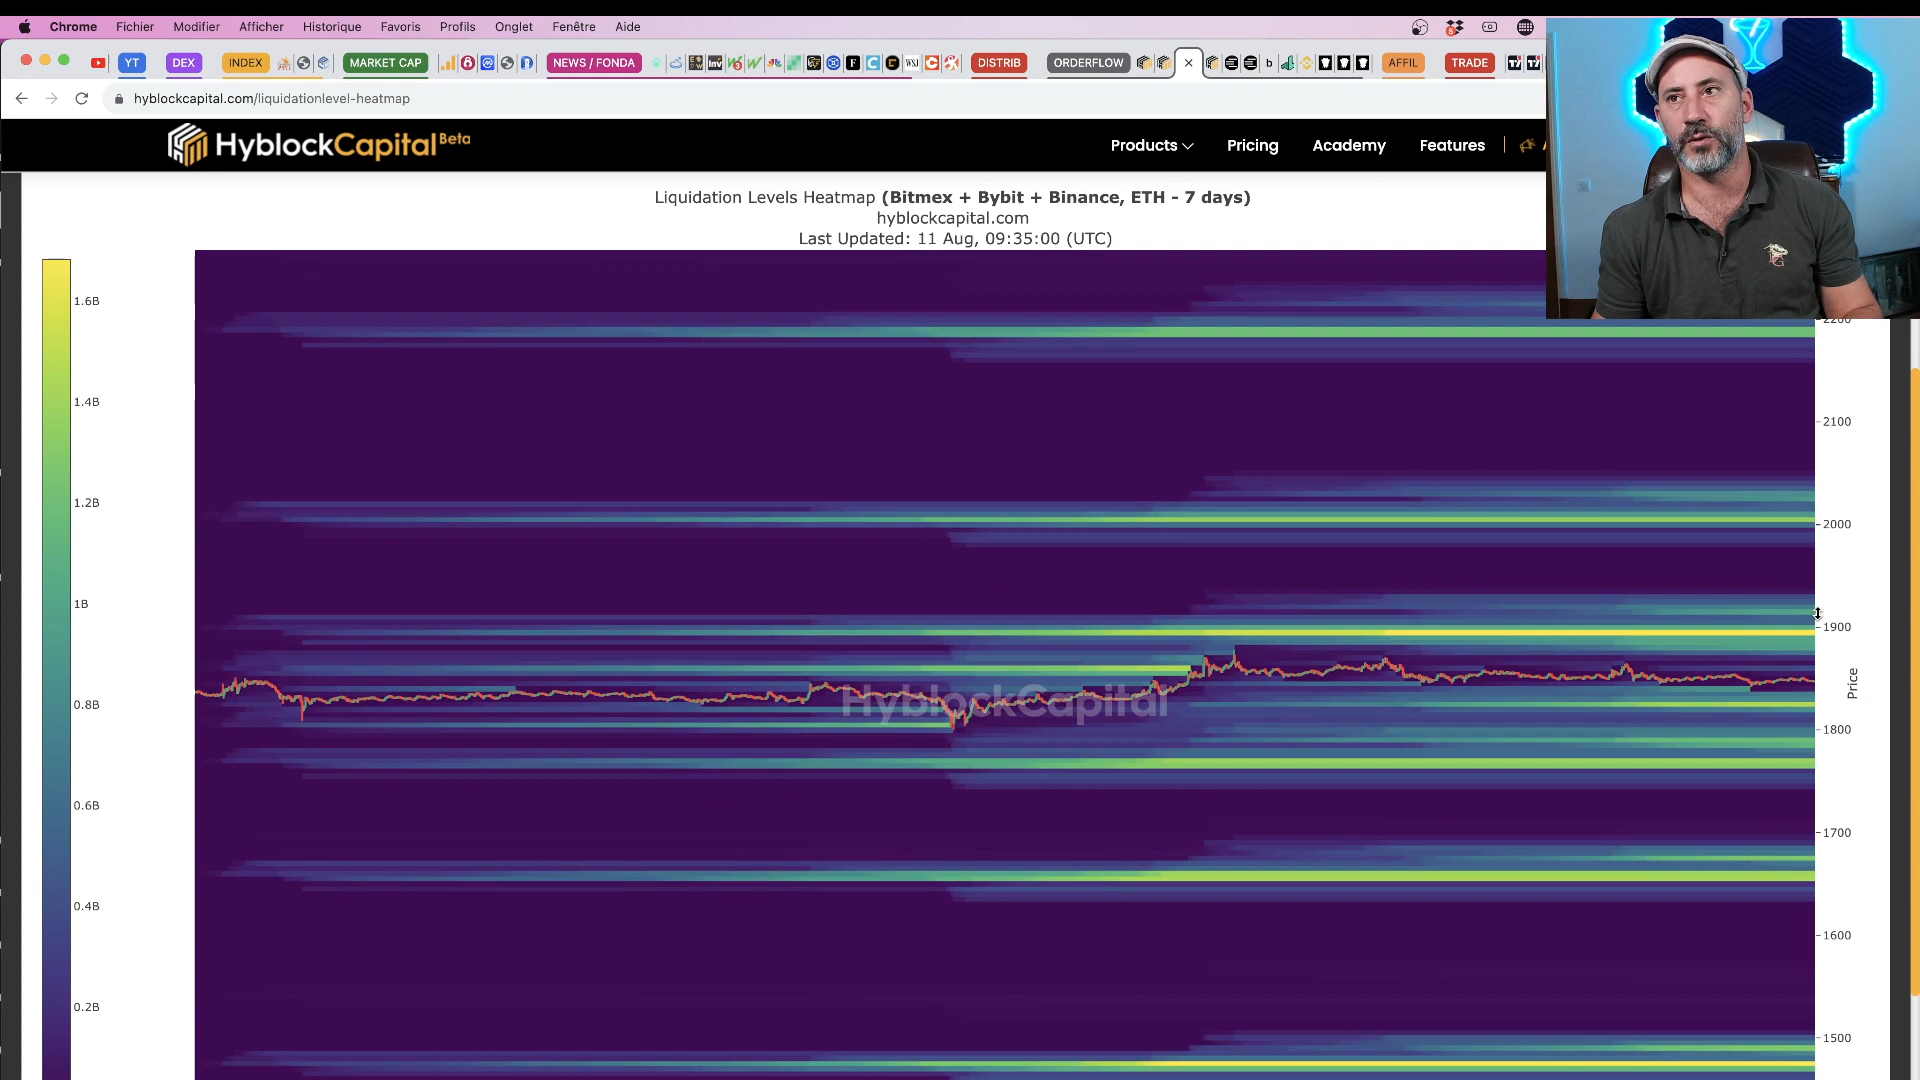 Chrome Fichier Modifier Afficher Historique Favoris Profils Onglet Fenêtre Aide
YT DEX INDEX MARKET CAP NEWS / FONDA DISTRIB ORDERFLOW AFFIL TRADE
hyblockcapital.com/liquidationlevel-heatmap
HyblockCapital Beta
Products Pricing Academy Features
Liquidation Levels Heatmap (Bitmex + Bybit + Binance, ETH - 7 days)
hyblockcapital.com
Last Updated: 11 Aug, 09:35:00 (UTC)
1.6B
1.4B
1.2B
1B
0.8B
0.6B
0.4B
0.2B
HyblockCapital
2200
2100
2000
1900
1800
1700
1600
1500
Price